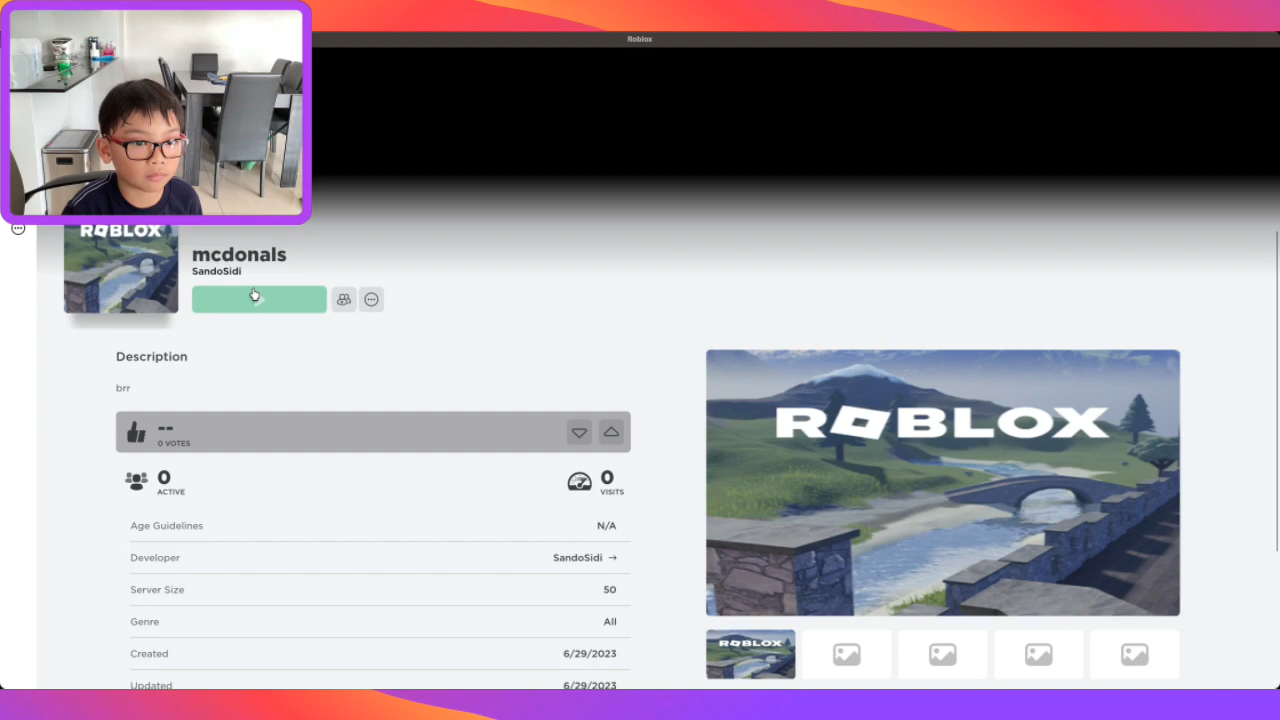 Roblox
ROBLOX
mcdonals
SandoSidi
Description
brr
--
0 VOTES
0
ACTIVE
0
VISITS
Age Guidelines N/A
Developer SandoSidi →
Server Size 50
Genre All
Created 6/29/2023
Updated 6/29/2023
ROBLOX
ROBLOX